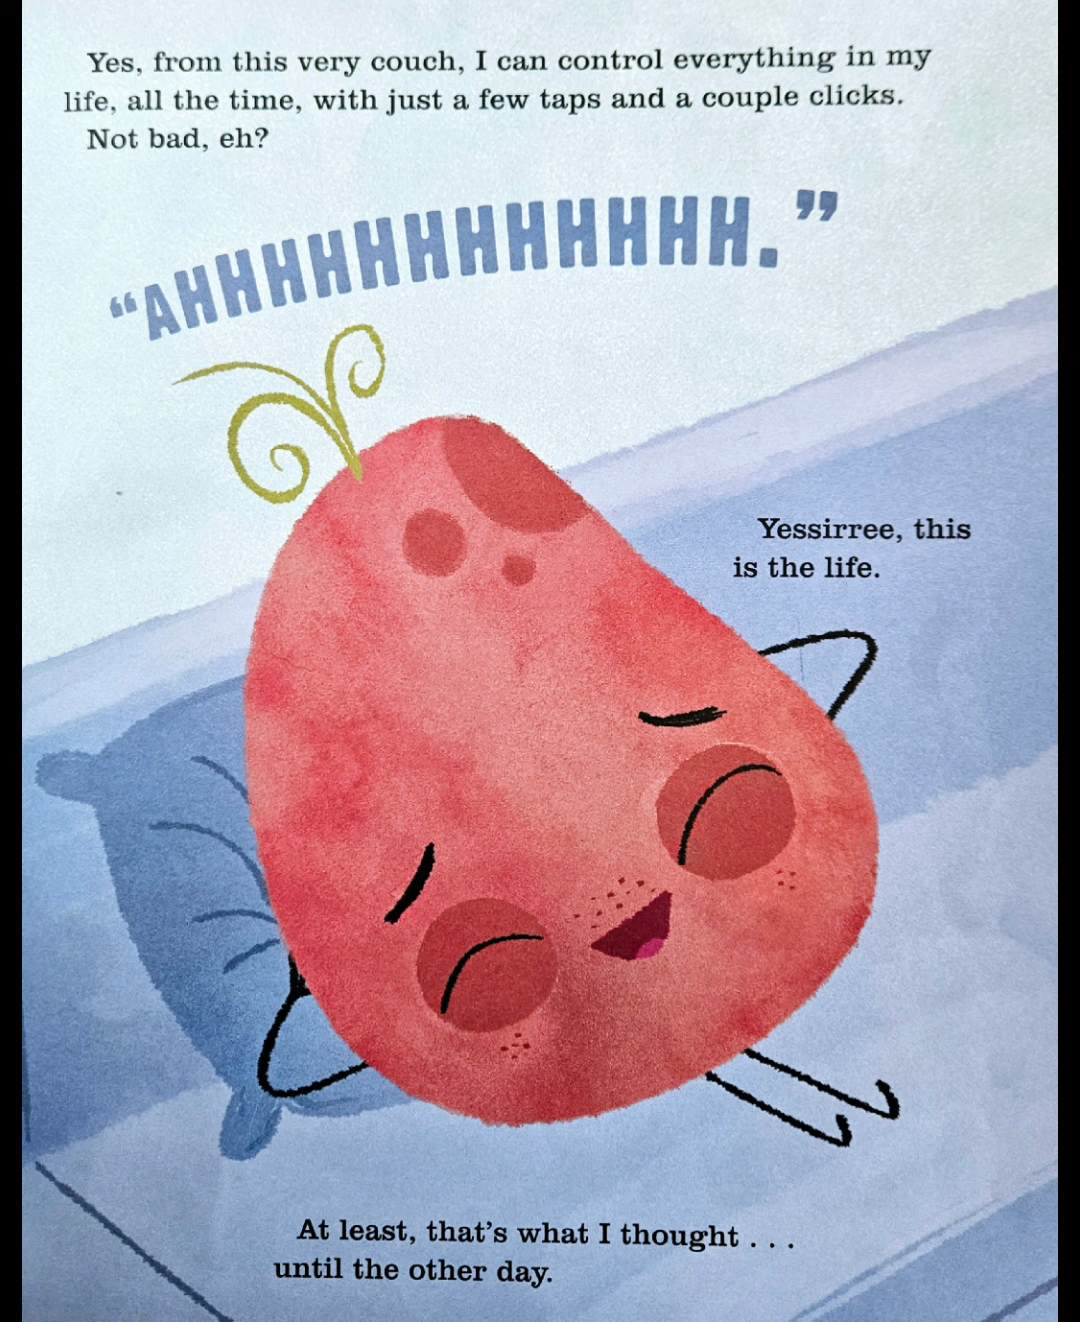 Yes, from this very couch, I can control everything in my
life, all the time, with just a few taps and a couple clicks.
Not bad, eh?
“AHHHHHHHHHHHH.”
Yessirree, this
is the life.
At least, that’s what I thought . . .
until the other day.